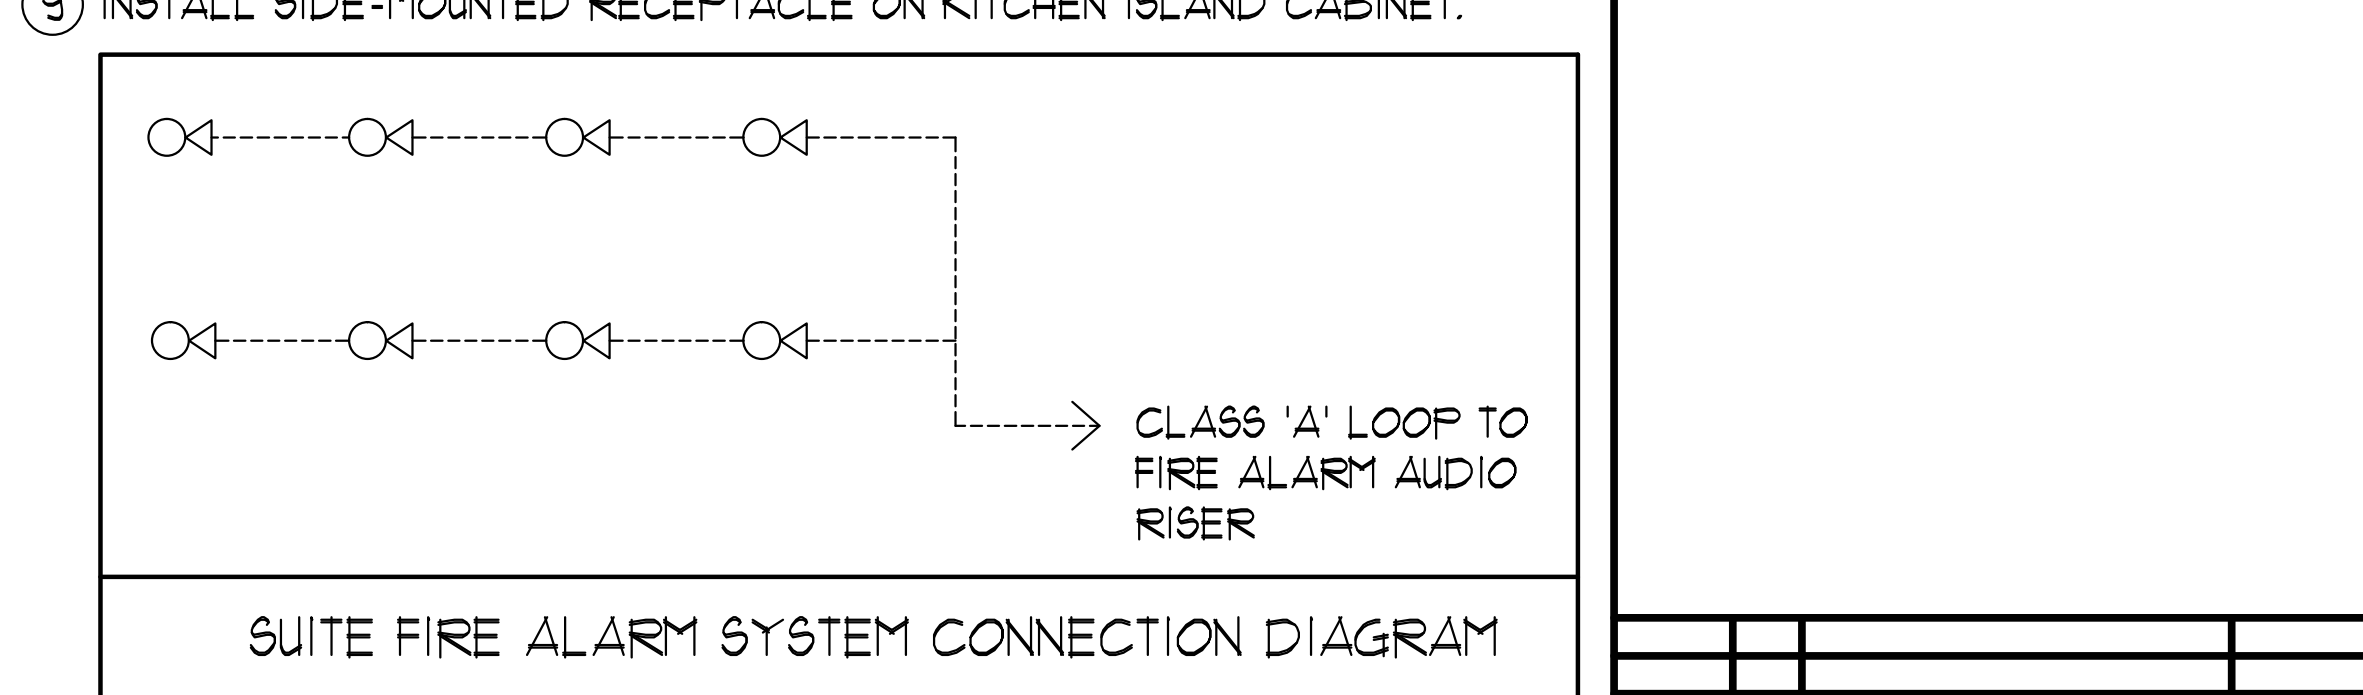 9 INSTALL SIDE-MOUNTED RECEPTACLE ON KITCHEN ISLAND CABINET.
CLASS 'A' LOOP TO
FIRE ALARM AUDIO
RISER
SUITE FIRE ALARM SYSTEM CONNECTION DIAGRAM